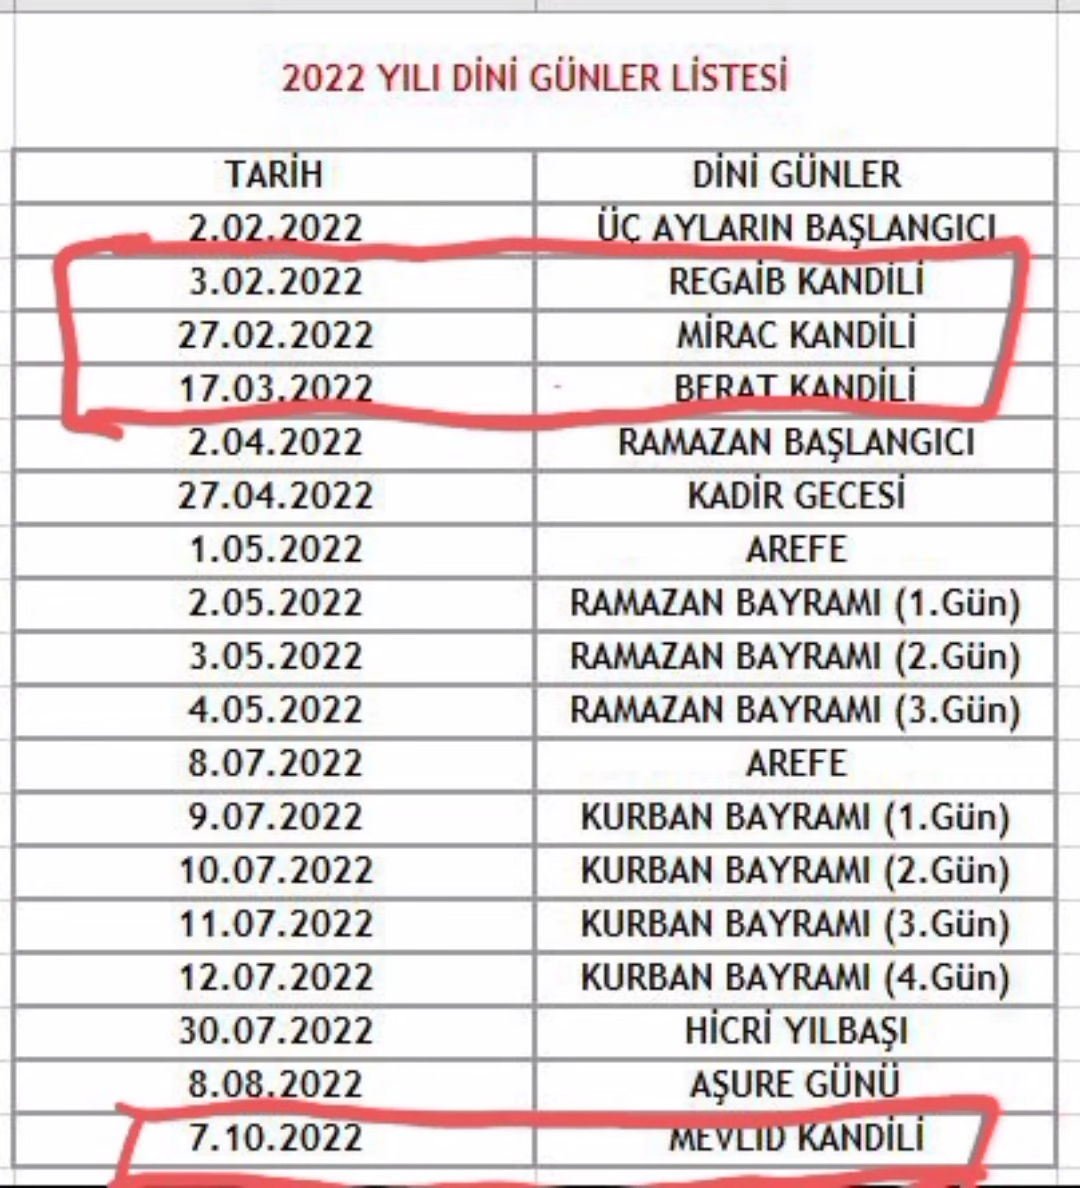 2022 YILI DİNİ GÜNLER LİSTESİ
TARİH DİNİ GÜNLER
2.02.2022 ÜÇ AYLARIN BAŞLANGICI
3.02.2022 REGAİB KANDİLİ
27.02.2022 MİRAC KANDİLİ
17.03.2022 BERAT KANDİLİ
2.04.2022 RAMAZAN BAŞLANGICI
27.04.2022 KADİR GECESİ
1.05.2022 AREFE
2.05.2022 RAMAZAN BAYRAMI (1.Gün)
3.05.2022 RAMAZAN BAYRAMI (2.Gün)
4.05.2022 RAMAZAN BAYRAMI (3.Gün)
8.07.2022 AREFE
9.07.2022 KURBAN BAYRAMI (1.Gün)
10.07.2022 KURBAN BAYRAMI (2.Gün)
11.07.2022 KURBAN BAYRAMI (3.Gün)
12.07.2022 KURBAN BAYRAMI (4.Gün)
30.07.2022 HİCRİ YILBAŞI
8.08.2022 AŞURE GÜNÜ
7.10.2022 MEVLİD KANDİLİ